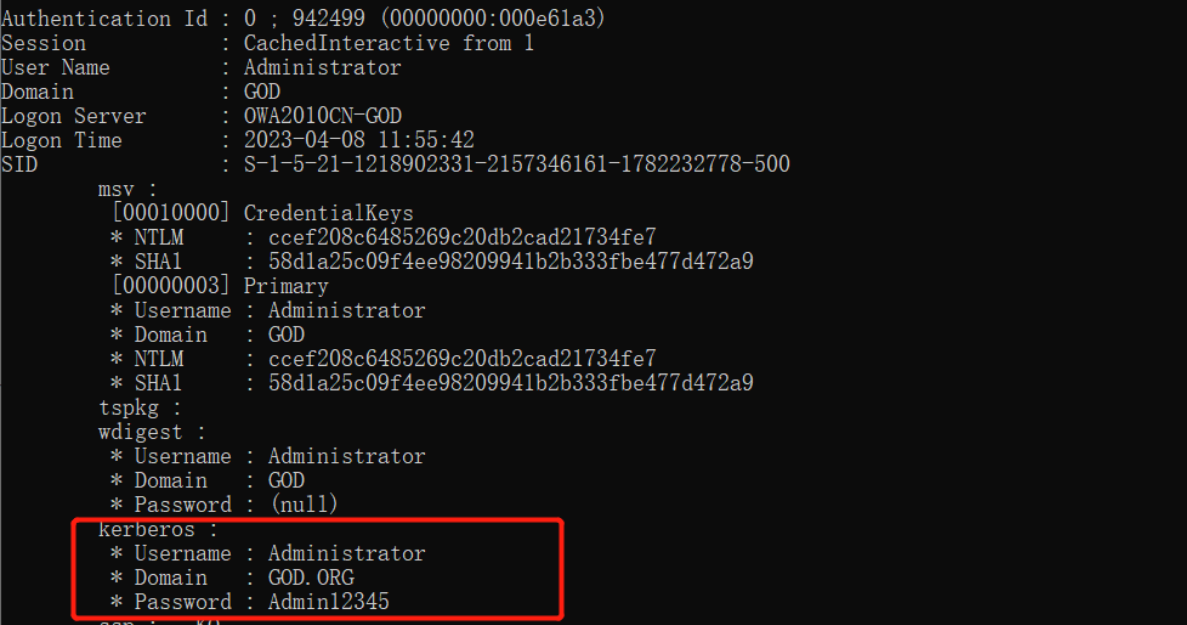 Authentication Id : 0 ; 942499 (00000000:000e61a3)
Session           : CachedInteractive from 1
User Name         : Administrator
Domain            : GOD
Logon Server      : OWA2010CN-GOD
Logon Time        : 2023-04-08 11:55:42
SID               : S-1-5-21-1218902331-2157346161-1782232778-500
msv :
[00010000] CredentialKeys
* NTLM     : ccef208c6485269c20db2cad21734fe7
* SHA1     : 58d1a25c09f4ee98209941b2b333fbe477d472a9
[00000003] Primary
* Username : Administrator
* Domain   : GOD
* NTLM     : ccef208c6485269c20db2cad21734fe7
* SHA1     : 58d1a25c09f4ee98209941b2b333fbe477d472a9
tspkg :
wdigest :
* Username : Administrator
* Domain   : GOD
* Password : (null)
kerberos :
* Username : Administrator
* Domain   : GOD.ORG
* Password : Admin12345